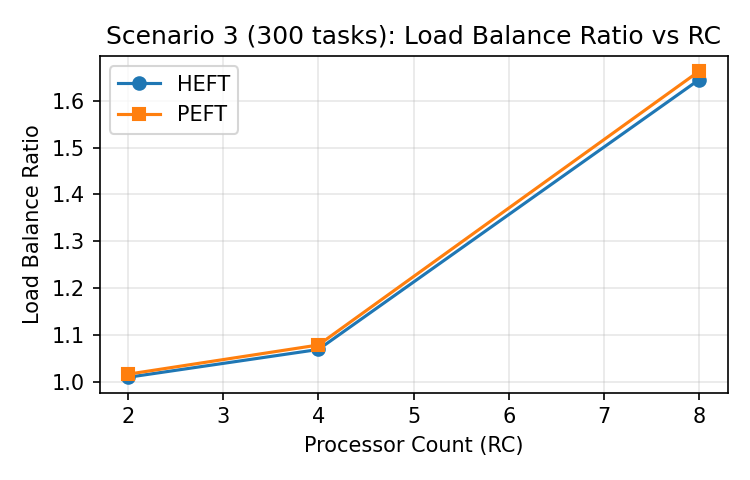 Scenario 3 (300 tasks): Load Balance Ratio vs RC
HEFT
PEFT
Load Balance Ratio
1.6
1.5
1.4
1.3
1.2
1.1
1.0
2 3 4 5 6 7 8
Processor Count (RC)